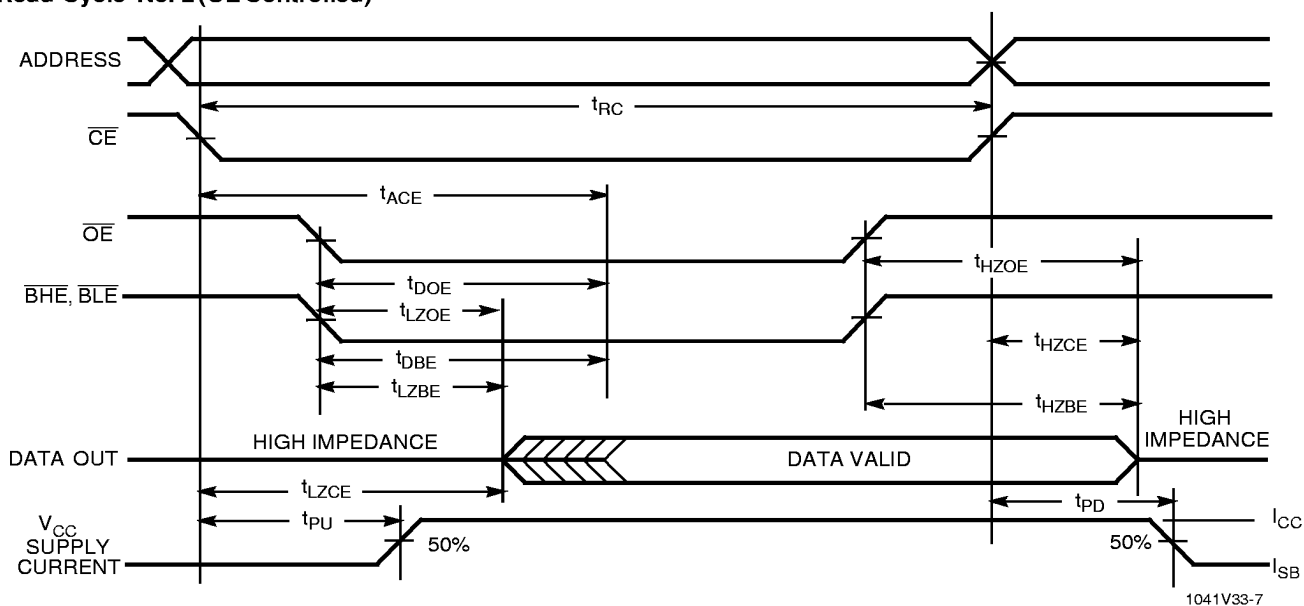 Read Cycle No. 2 (OE Controlled)
ADDRESS
tRC
CE
tACE
OE
tHZOE
tDOE
BHE, BLE
tLZOE
tHZCE
tDBE
tLZBE
tHZBE
HIGH IMPEDANCE
HIGH IMPEDANCE
DATA OUT
DATA VALID
tLZCE
tPD
tPU
VCC SUPPLY CURRENT
50%
50%
ICC
ISB
1041V33-7